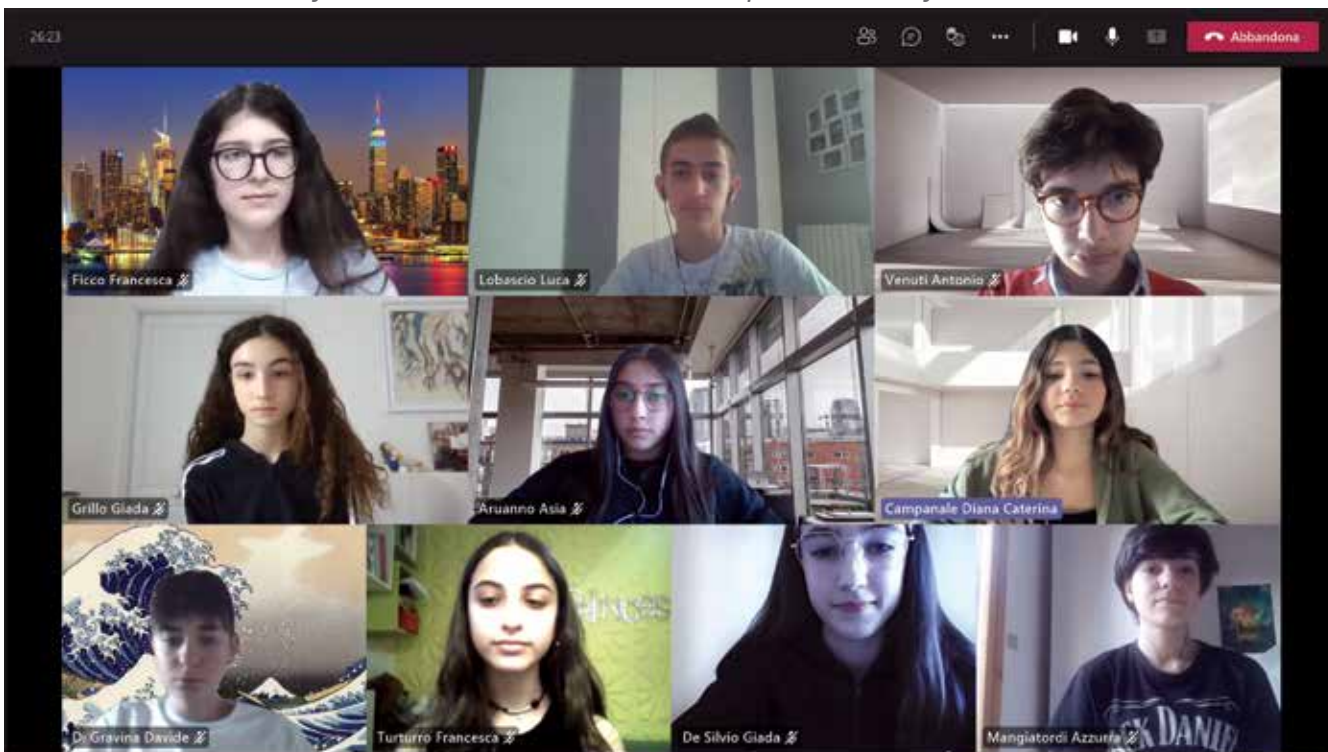 26:23
Abbandona
Ficco Francesca
Lobascio Luca
Venuti Antonio
Grillo Giada
Aruanno Asia
Campanale Diana Caterina
Di Gravina Davide
Turturro Francesca
De Silvio Giada
Mangiatordi Azzurra